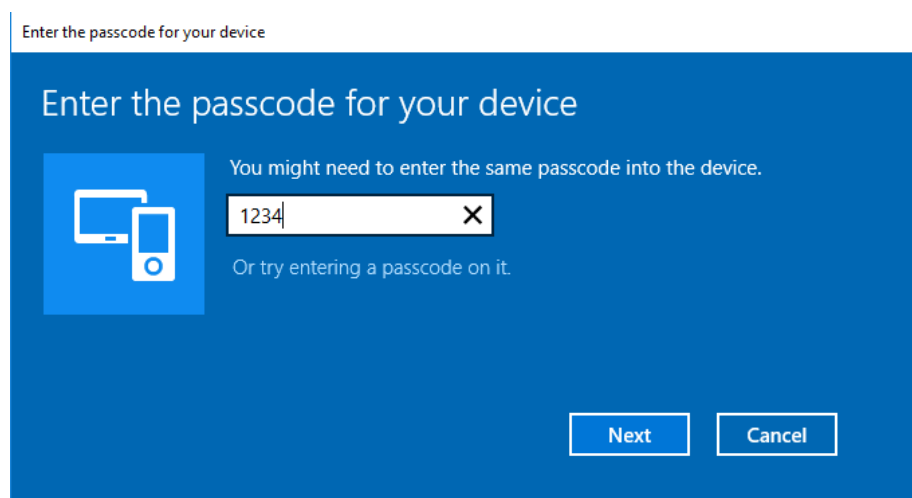 Enter the passcode for your device
Enter the passcode for your device
You might need to enter the same passcode into the device.
1234
Or try entering a passcode on it.
Next Cancel